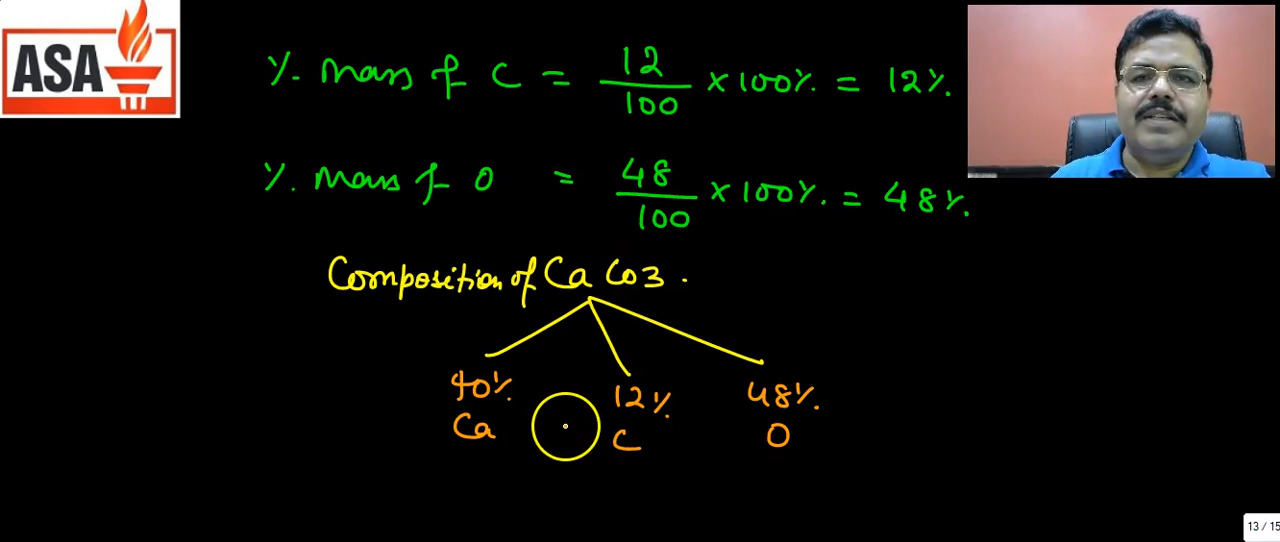 ASA
% mass of C = 12/100 × 100% = 12%.
% mass of O = 48/100 × 100% = 48%.
Composition of CaCo3.
40% 12% 48%.
Ca C O
13 / 15